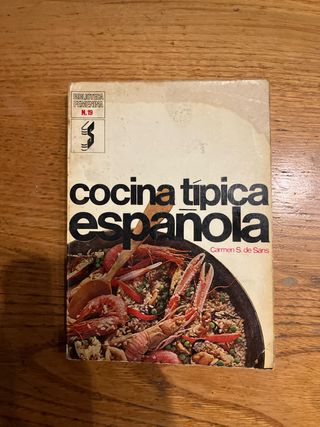 BIBLIOTECA
FEMENINA
N.19
cocina típica
española
Carmen S. de Sans